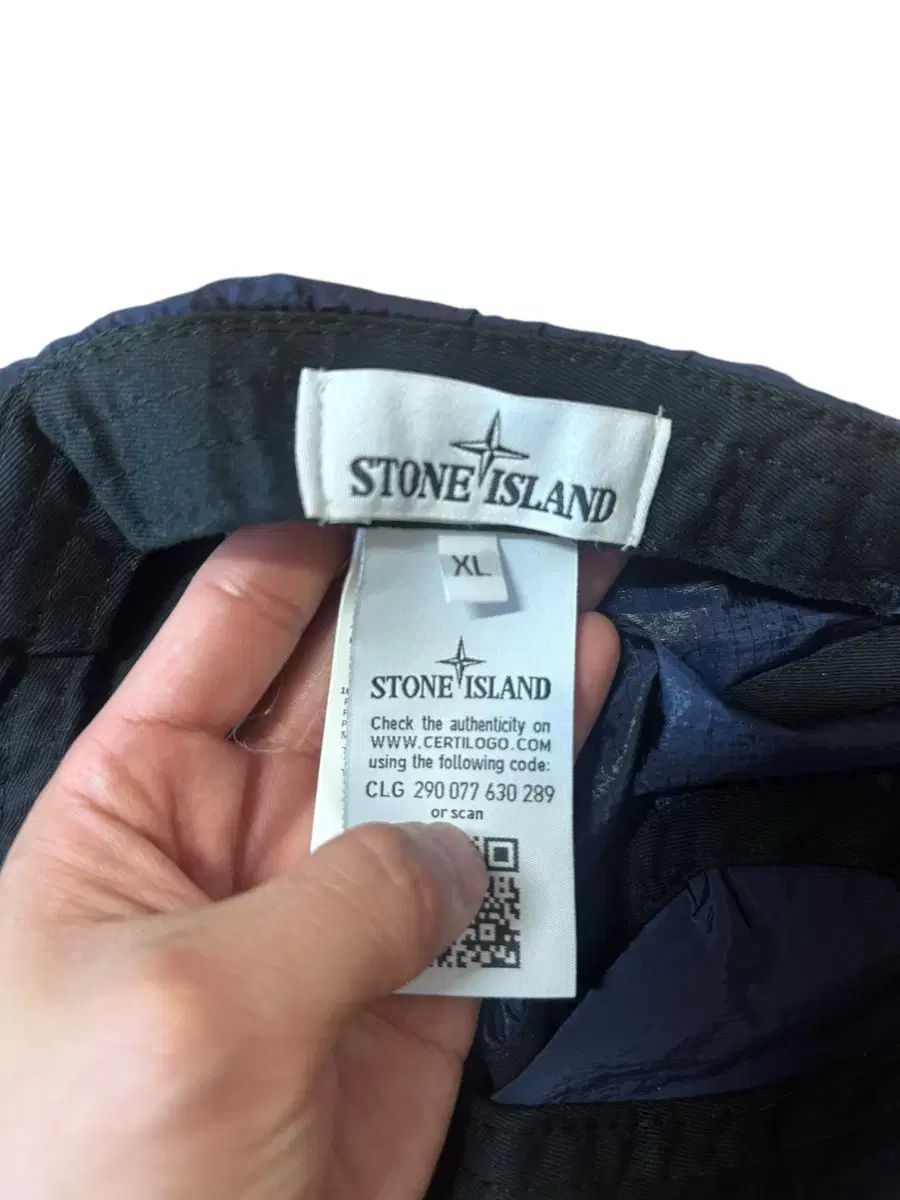 STONE ISLAND
XL
STONE ISLAND
Check the authenticity on
WWW.CERTILOGO.COM
using the following code:
CLG 290 077 630 289
or scan